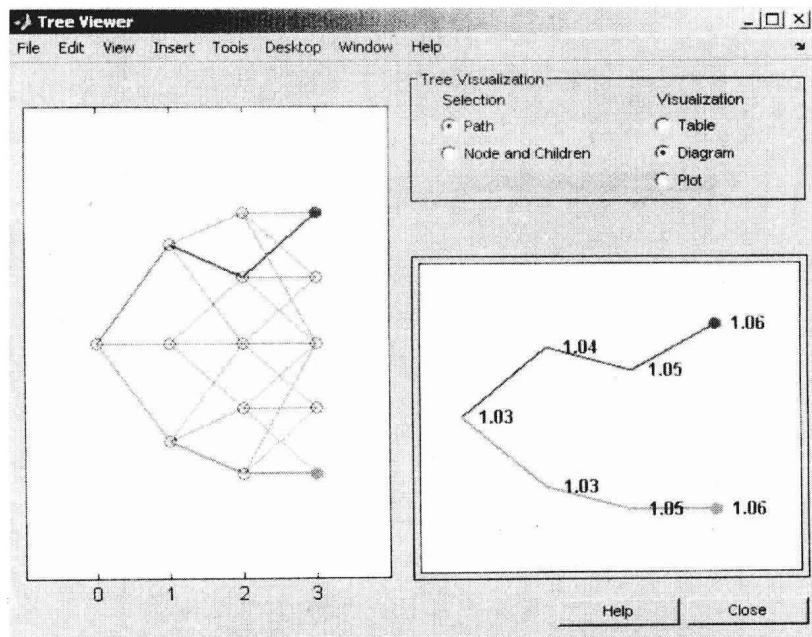 Tree Viewer
File Edit View Insert Tools Desktop Window Help
Tree Visualization
Selection
Path
Node and Children
Visualization
Table
Diagram
Plot
0 1 2 3
1.03
1.04
1.05
1.06
1.03
1.05
1.06
Help
Close